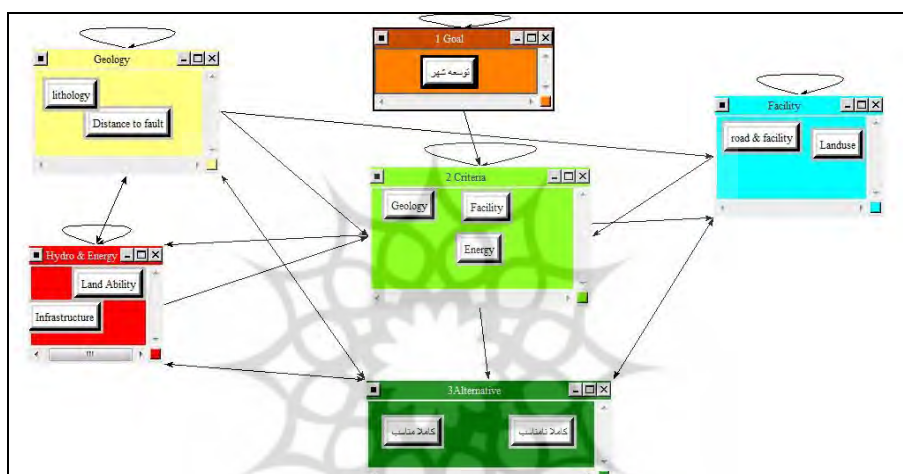 1 Goal
توسعه شهر
Geology
lithology
Distance to fault
Facility
road & facility
Landuse
2 Criteria
Geology
Facility
Energy
Hydro & Energy
Land Ability
Infrastructure
3Alternative
کاملا مناسب
کاملا نامناسب